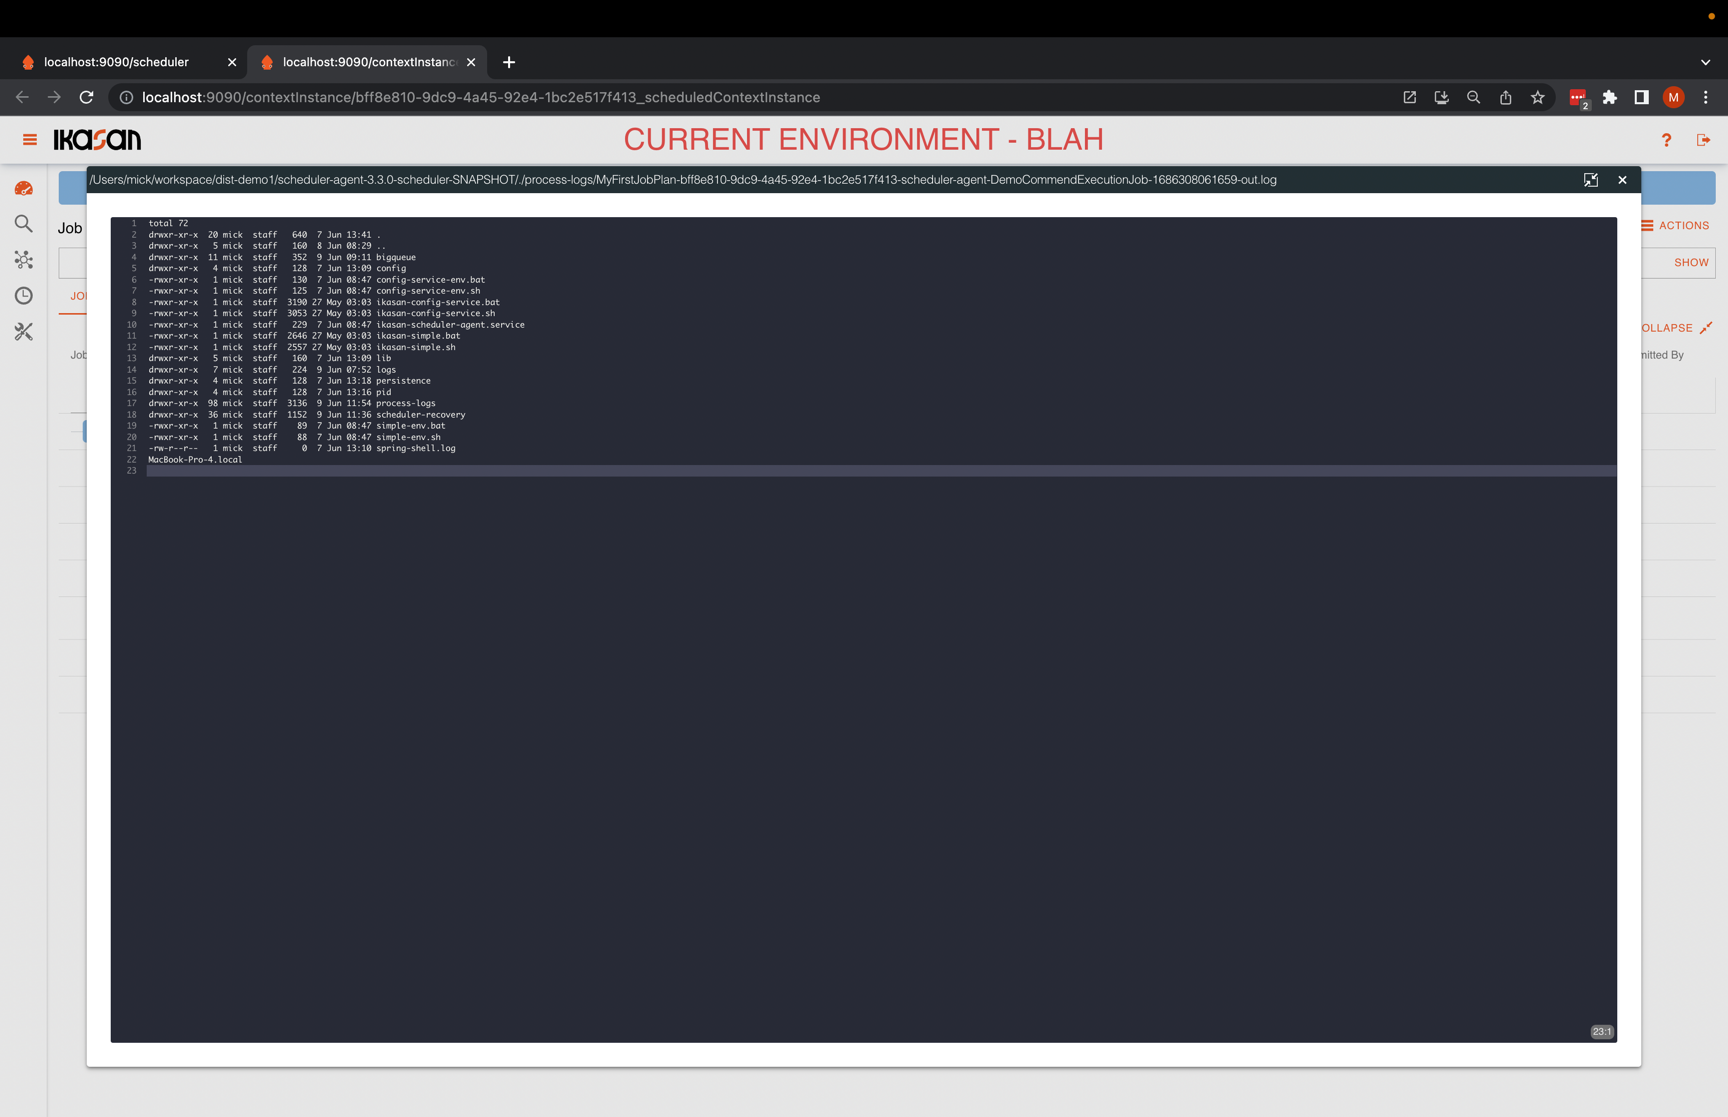 localhost:9090/scheduler
localhost:9090/contextInstanc
localhost:9090/contextInstance/bff8e810-9dc9-4a45-92e4-1bc2e517f413_scheduledContextInstance
2
M
IKasan
CURRENT ENVIRONMENT - BLAH
?
/Users/mick/workspace/dist-demo1/scheduler-agent-3.3.0-scheduler-SNAPSHOT/./process-logs/MyFirstJobPlan-bff8e810-9dc9-4a45-92e4-1bc2e517f413-scheduler-agent-DemoCommendExecutionJob-1686308061659-out.log
Job
ACTIONS
SHOW
JO
OLLAPSE
Job
nitted By
1 total 72
2 drwxr-xr-x 20 mick staff 640 7 Jun 13:41 .
3 drwxr-xr-x 5 mick staff 160 8 Jun 08:29 ..
4 drwxr-xr-x 11 mick staff 352 9 Jun 09:11 bigqueue
5 drwxr-xr-x 4 mick staff 128 7 Jun 13:09 config
6 -rwxr-xr-x 1 mick staff 130 7 Jun 08:47 config-service-env.bat
7 -rwxr-xr-x 1 mick staff 125 7 Jun 08:47 config-service-env.sh
8 -rwxr-xr-x 1 mick staff 3190 27 May 03:03 ikasan-config-service.bat
9 -rwxr-xr-x 1 mick staff 3053 27 May 03:03 ikasan-config-service.sh
10 -rwxr-xr-x 1 mick staff 229 7 Jun 08:47 ikasan-scheduler-agent.service
11 -rwxr-xr-x 1 mick staff 2646 27 May 03:03 ikasan-simple.bat
12 -rwxr-xr-x 1 mick staff 2557 27 May 03:03 ikasan-simple.sh
13 drwxr-xr-x 5 mick staff 160 7 Jun 13:09 lib
14 drwxr-xr-x 7 mick staff 224 9 Jun 07:52 logs
15 drwxr-xr-x 4 mick staff 128 7 Jun 13:18 persistence
16 drwxr-xr-x 4 mick staff 128 7 Jun 13:16 pid
17 drwxr-xr-x 98 mick staff 3136 9 Jun 11:54 process-logs
18 drwxr-xr-x 36 mick staff 1152 9 Jun 11:36 scheduler-recovery
19 -rwxr-xr-x 1 mick staff 89 7 Jun 08:47 simple-env.bat
20 -rwxr-xr-x 1 mick staff 88 7 Jun 08:47 simple-env.sh
21 -rw-r--r-- 1 mick staff 0 7 Jun 13:10 spring-shell.log
22 MacBook-Pro-4.local
23
23:1